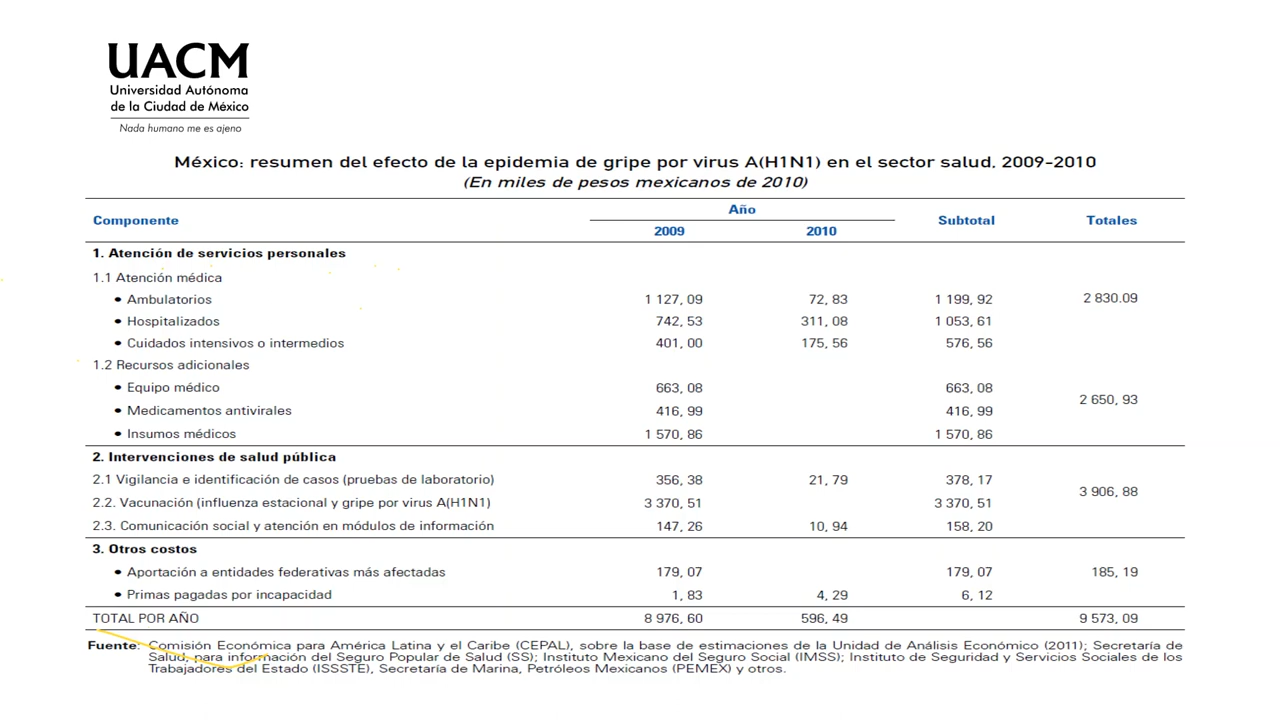 UACM
Universidad Autónoma
de la Ciudad de México
Nada humano me es ajeno
México: resumen del efecto de la epidemia de gripe por virus A(H1N1) en el sector salud, 2009-2010
(En miles de pesos mexicanos de 2010)
Componente Año Subtotal Totales
2009 2010
1. Atención de servicios personales
1.1 Atención médica
• Ambulatorios 1 127, 09 72, 83 1 199, 92 2 830.09
• Hospitalizados 742, 53 311, 08 1 053, 61
• Cuidados intensivos o intermedios 401, 00 175, 56 576, 56
1.2 Recursos adicionales
• Equipo médico 663, 08 663, 08
2 650, 93
• Medicamentos antivirales 416, 99 416, 99
• Insumos médicos 1 570, 86 1 570, 86
2. Intervenciones de salud pública
2.1 Vigilancia e identificación de casos (pruebas de laboratorio) 356, 38 21, 79 378, 17
3 906, 88
2.2. Vacunación (influenza estacional y gripe por virus A(H1N1) 3 370, 51 3 370, 51
2.3. Comunicación social y atención en módulos de información 147, 26 10, 94 158, 20
3. Otros costos
• Aportación a entidades federativas más afectadas 179, 07 179, 07 185, 19
• Primas pagadas por incapacidad 1, 83 4, 29 6, 12
TOTAL POR AÑO 8 976, 60 596, 49 9 573, 09
Fuente: Comisión Económica para América Latina y el Caribe (CEPAL), sobre la base de estimaciones de la Unidad de Análisis Económico (2011); Secretaría de
Salud, para información del Seguro Popular de Salud (SS); Instituto Mexicano del Seguro Social (IMSS); Instituto de Seguridad y Servicios Sociales de los
Trabajadores del Estado (ISSSTE), Secretaría de Marina, Petróleos Mexicanos (PEMEX) y otros.